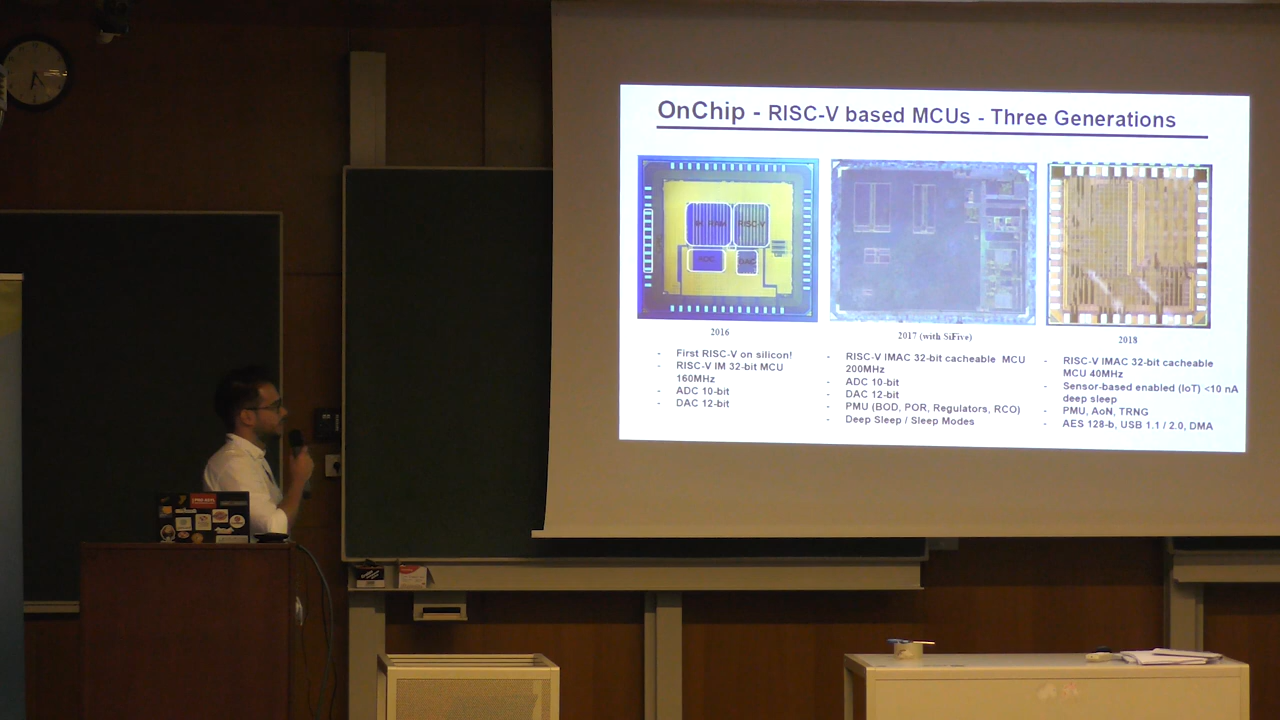 OnChip - RISC-V based MCUs - Three Generations
RISC-V
ADC
DAC
2016
- First RISC-V on silicon!
- RISC-V IM 32-bit MCU
160MHz
- ADC 10-bit
- DAC 12-bit
2017 (with SiFive)
- RISC-V IMAC 32-bit cacheable MCU
200MHz
- ADC 10-bit
- DAC 12-bit
- PMU (BOD, POR, Regulators, RCO)
- Deep Sleep / Sleep Modes
2018
- RISC-V IMAC 32-bit cacheable
MCU 40MHz
- Sensor-based enabled (IoT) <10 nA
deep sleep
- PMU, AoN, TRNG
- AES 128-b, USB 1.1 / 2.0, DMA